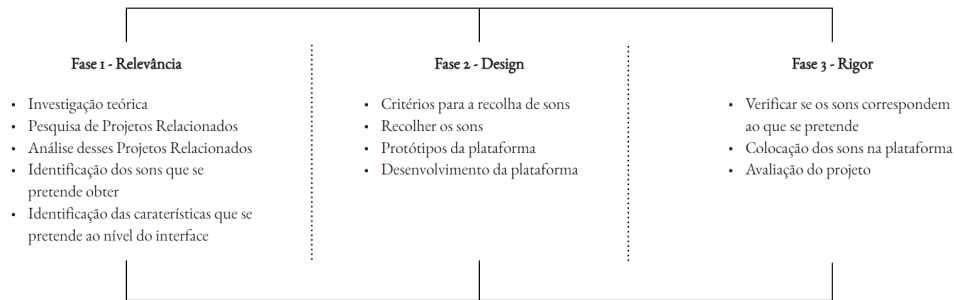 Fase 1 - Relevância
• Investigação teórica
• Pesquisa de Projetos Relacionados
• Análise desses Projetos Relacionados
• Identificação dos sons que se
pretende obter
• Identificação das caraterísticas que se
pretende ao nível do interface
Fase 2 - Design
• Critérios para a recolha de sons
• Recolher os sons
• Protótipos da plataforma
• Desenvolvimento da plataforma
Fase 3 - Rigor
• Verificar se os sons correspondem
ao que se pretende
• Colocação dos sons na plataforma
• Avaliação do projeto